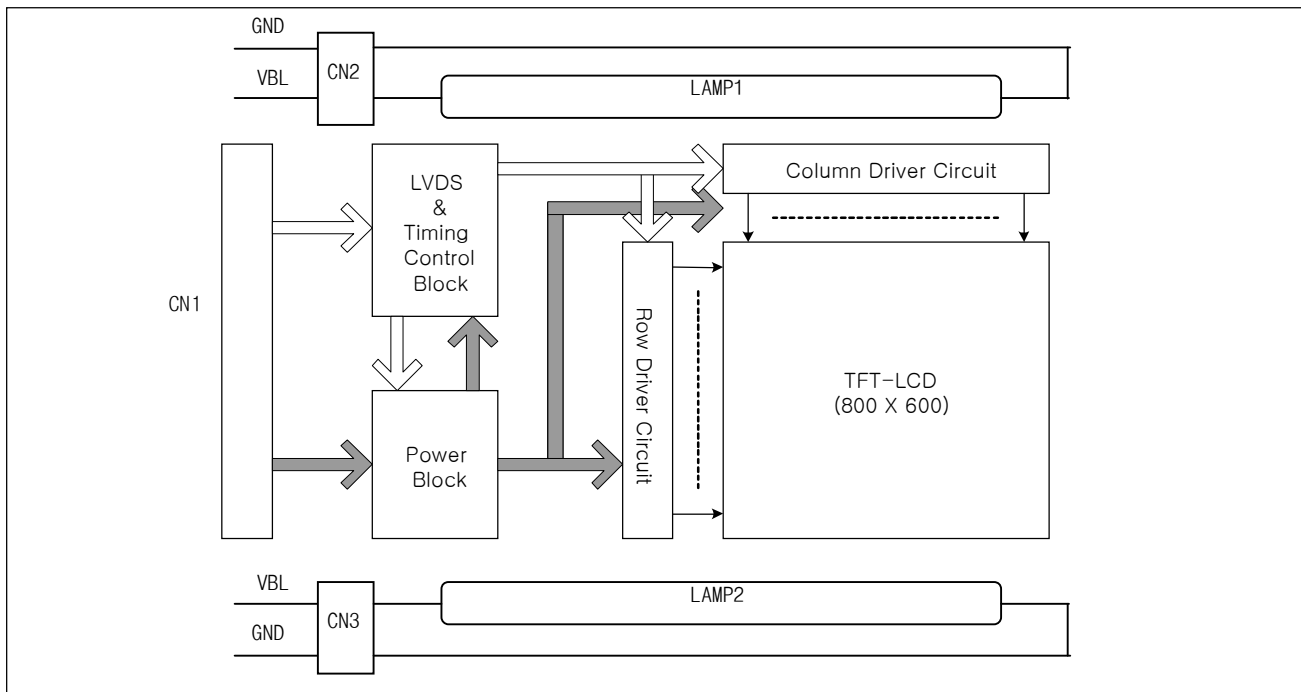 GND
CN2
VBL
LAMP1
LVDS
&
Timing
Control
Block
Column Driver Circuit
CN1
Row Driver Circuit
TFT-LCD
(800 X 600)
Power
Block
VBL
LAMP2
CN3
GND